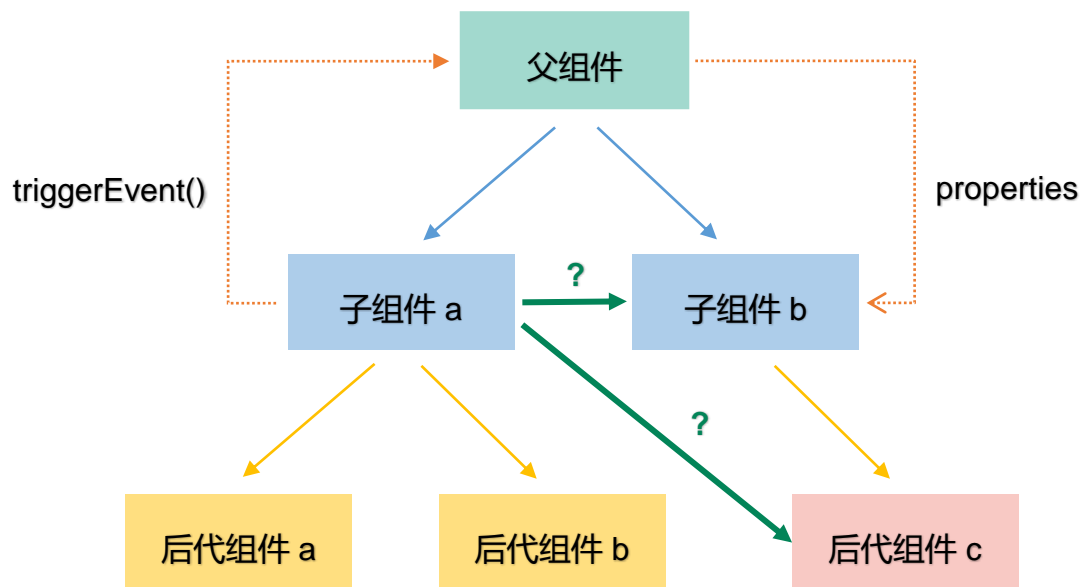 父组件
triggerEvent()
properties
子组件 a
?
子组件 b
?
后代组件 a
后代组件 b
后代组件 c